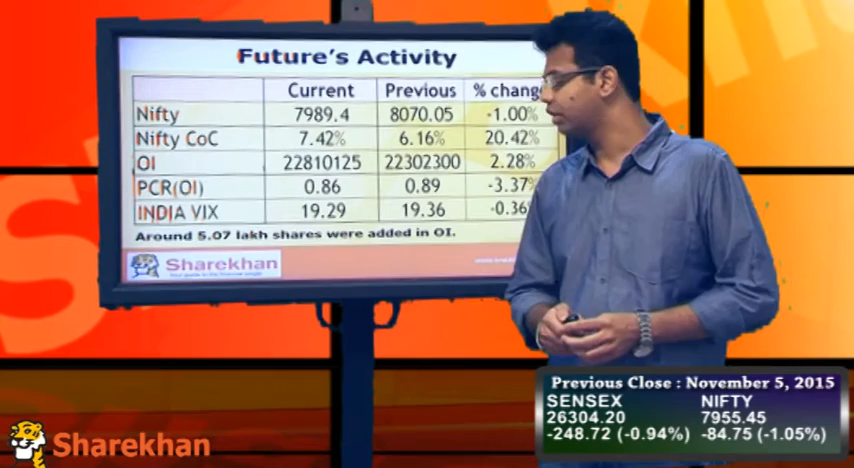 Future's Activity
Current Previous % change
Nifty 7989.4 8070.05 -1.00%
Nifty CoC 7.42% 6.16% 20.42%
OI 22810125 22302300 2.28%
PCR(OI) 0.86 0.89 -3.37%
INDIA VIX 19.29 19.36 -0.36
Around 5.07 lakh shares were added in OI.
Sharekhan
Previous Close : November 5, 2015
SENSEX NIFTY
26304.20 7955.45
-248.72 (-0.94%) -84.75 (-1.05%)
Sharekhan